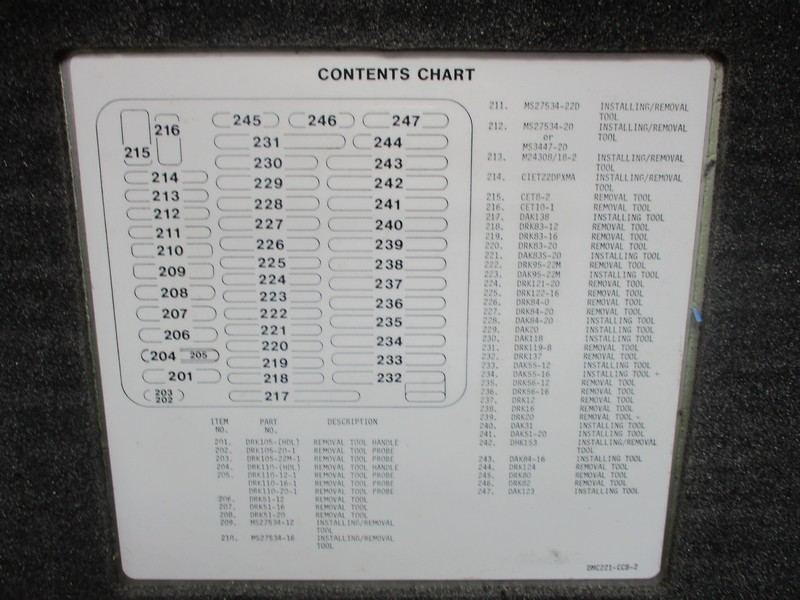 CONTENTS CHART
215
216
214
213
212
211
210
209
208
207
206
204 205
201
203
202
245 246 247
231 244
230 243
229 242
228 241
227 240
226 239
225 238
224 237
223 236
222 235
221 234
220 233
219
218 232
217
ITEM NO. PART NO. DESCRIPTION
201. DRK105-(HDL) REMOVAL TOOL HANDLE
202. DRK105-20-1 REMOVAL TOOL PROBE
203. DRK105-22M-1 REMOVAL TOOL PROBE
204. DRK110-(HDL) REMOVAL TOOL HANDLE
205. DRK110-12-1 REMOVAL TOOL PROBE
DRK110-16-1 REMOVAL TOOL PROBE
DRK110-20-1 REMOVAL TOOL PROBE
206. DRK51-12 REMOVAL TOOL
207. DRK51-16 REMOVAL TOOL
208. DRK51-20 REMOVAL TOOL
209. MS27534-12 INSTALLING/REMOVAL
TOOL
210. MS27534-16 INSTALLING/REMOVAL
TOOL
211. MS27534-22D INSTALLING/REMOVAL
TOOL
212. MS27534-20 INSTALLING/REMOVAL
or TOOL
MS3447-20
213. M24308/18-2 INSTALLING/REMOVAL
TOOL
214. CIET22DPXMA INSTALLING/REMOVAL
TOOL
215. CET8-2 REMOVAL TOOL
216. CET10-1 REMOVAL TOOL
217. DAK138 INSTALLING TOOL
218. DRK83-12 REMOVAL TOOL
219. DRK83-16 REMOVAL TOOL
220. DRK83-20 REMOVAL TOOL
221. DAK83S-20 INSTALLING TOOL
222. DRK95-22M REMOVAL TOOL
223. DAK95-22M INSTALLING TOOL
224. DRK121-20 REMOVAL TOOL
225. DRK122-16 REMOVAL TOOL
226. DRK84-0 REMOVAL TOOL
227. DRK84-20 REMOVAL TOOL
228. DAK84-20 INSTALLING TOOL
229. DAK20 INSTALLING TOOL
230. DAK118 INSTALLING TOOL
231. DRK119-8 REMOVAL TOOL
232. DRK137 REMOVAL TOOL
233. DAK55-12 INSTALLING TOOL
234. DAK55-16 INSTALLING TOOL
235. DRK56-12 REMOVAL TOOL
236. DRK56-16 REMOVAL TOOL
237. DRK12 REMOVAL TOOL
238. DRK16 REMOVAL TOOL
239. DRK20 REMOVAL TOOL
240. DAK31 INSTALLING TOOL
241. DAK51-20 INSTALLING TOOL
242. DHK153 INSTALLING/REMOVAL
TOOL
243. DAK84-16 INSTALLING TOOL
244. DRK124 REMOVAL TOOL
245. DRK80 REMOVAL TOOL
246. DRK82 REMOVAL TOOL
247. DAK123 INSTALLING TOOL
DMC221-CCB-2